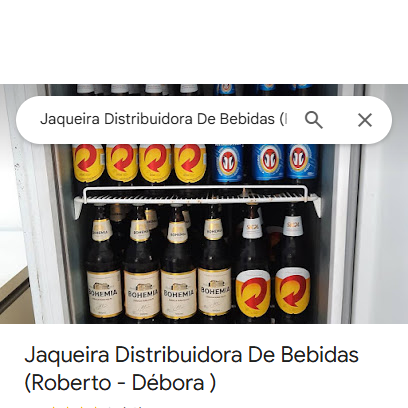 Jaqueira Distribuidora De Bebidas (
BOHEMIA BOHEMIA BOHEMIA BOHEMIA
Jaqueira Distribuidora De Bebidas
(Roberto - Débora )